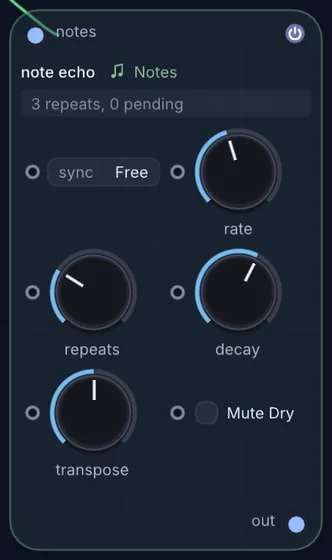 notes
note echo Notes
3 repeats, 0 pending
sync Free
rate
repeats decay
transpose Mute Dry
out